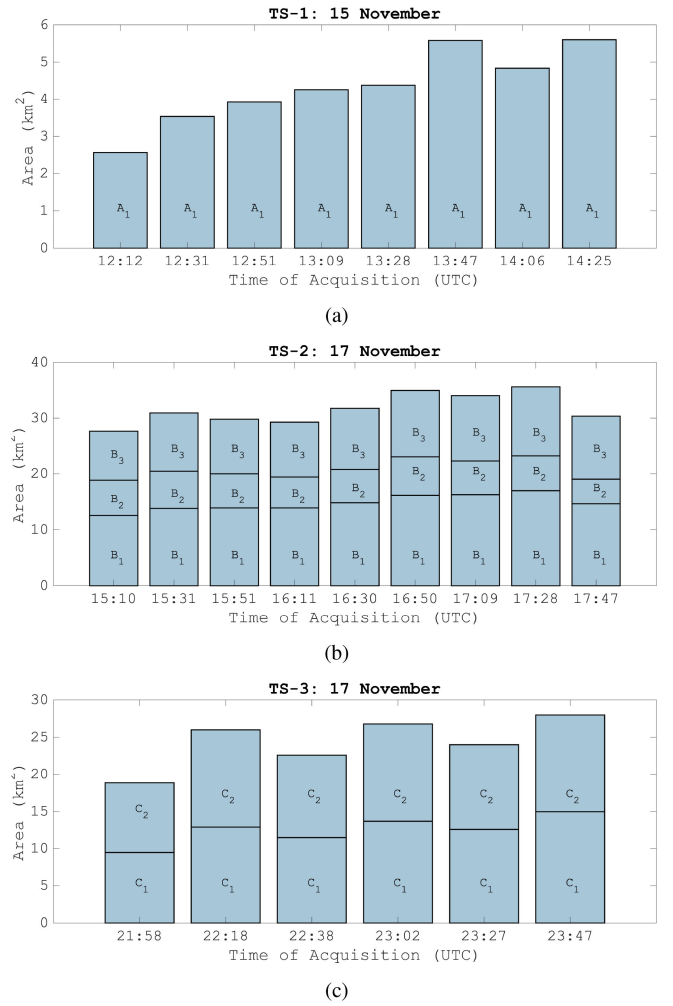 TS-1: 15 November
6
5
4
3
2
1
0
Area (km²)
A₁ A₁ A₁ A₁ A₁ A₁ A₁ A₁
12:12 12:31 12:51 13:09 13:28 13:47 14:06 14:25
Time of Acquisition (UTC)
(a)
TS-2: 17 November
40
30
20
10
0
Area (km²)
B₃ B₃ B₃ B₃ B₃ B₃ B₃ B₃ B₃
B₂ B₂ B₂ B₂ B₂ B₂ B₂ B₂ B₂
B₁ B₁ B₁ B₁ B₁ B₁ B₁ B₁ B₁
15:10 15:31 15:51 16:11 16:30 16:50 17:09 17:28 17:47
Time of Acquisition (UTC)
(b)
TS-3: 17 November
30
25
20
15
10
5
0
Area (km²)
C₂ C₂ C₂ C₂ C₂ C₂
C₁ C₁ C₁ C₁ C₁ C₁
21:58 22:18 22:38 23:02 23:27 23:47
Time of Acquisition (UTC)
(c)